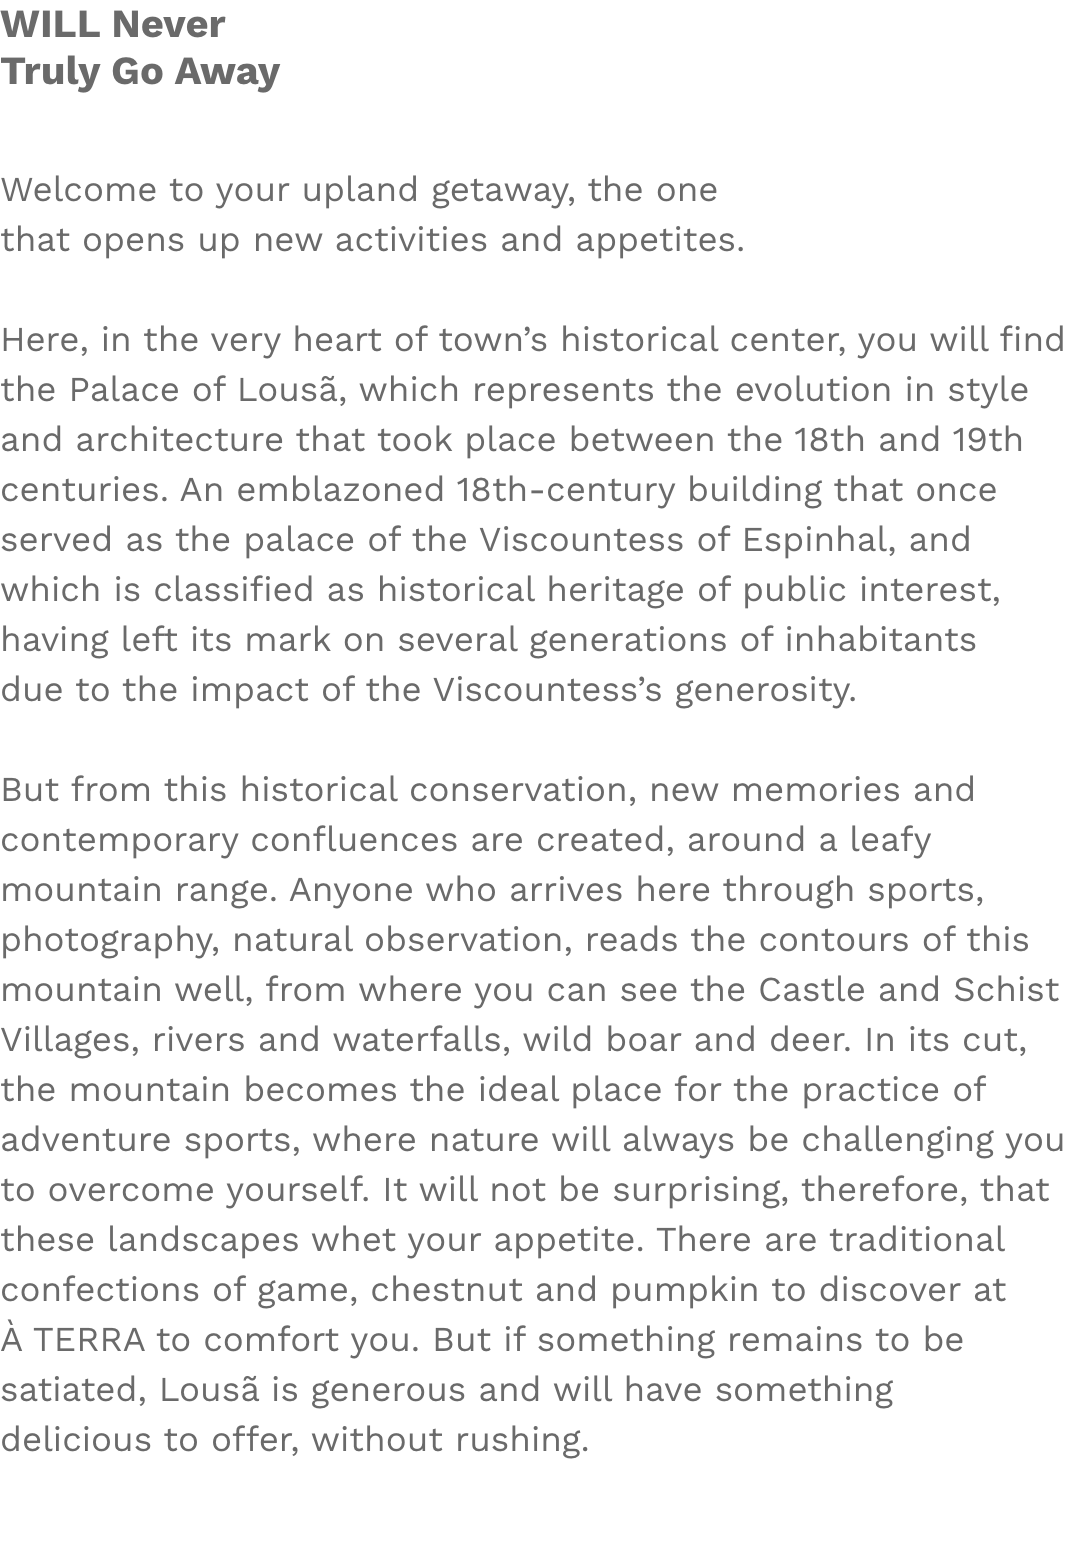 WILL Never
Truly Go Away
Welcome to your upland getaway, the one
that opens up new activities and appetites.
Here, in the very heart of town’s historical center, you will find
the Palace of Lousã, which represents the evolution in style
and architecture that took place between the 18th and 19th
centuries. An emblazoned 18th-century building that once
served as the palace of the Viscountess of Espinhal, and
which is classified as historical heritage of public interest,
having left its mark on several generations of inhabitants
due to the impact of the Viscountess’s generosity.
But from this historical conservation, new memories and
contemporary confluences are created, around a leafy
mountain range. Anyone who arrives here through sports,
photography, natural observation, reads the contours of this
mountain well, from where you can see the Castle and Schist
Villages, rivers and waterfalls, wild boar and deer. In its cut,
the mountain becomes the ideal place for the practice of
adventure sports, where nature will always be challenging you
to overcome yourself. It will not be surprising, therefore, that
these landscapes whet your appetite. There are traditional
confections of game, chestnut and pumpkin to discover at
À TERRA to comfort you. But if something remains to be
satiated, Lousã is generous and will have something
delicious to offer, without rushing.